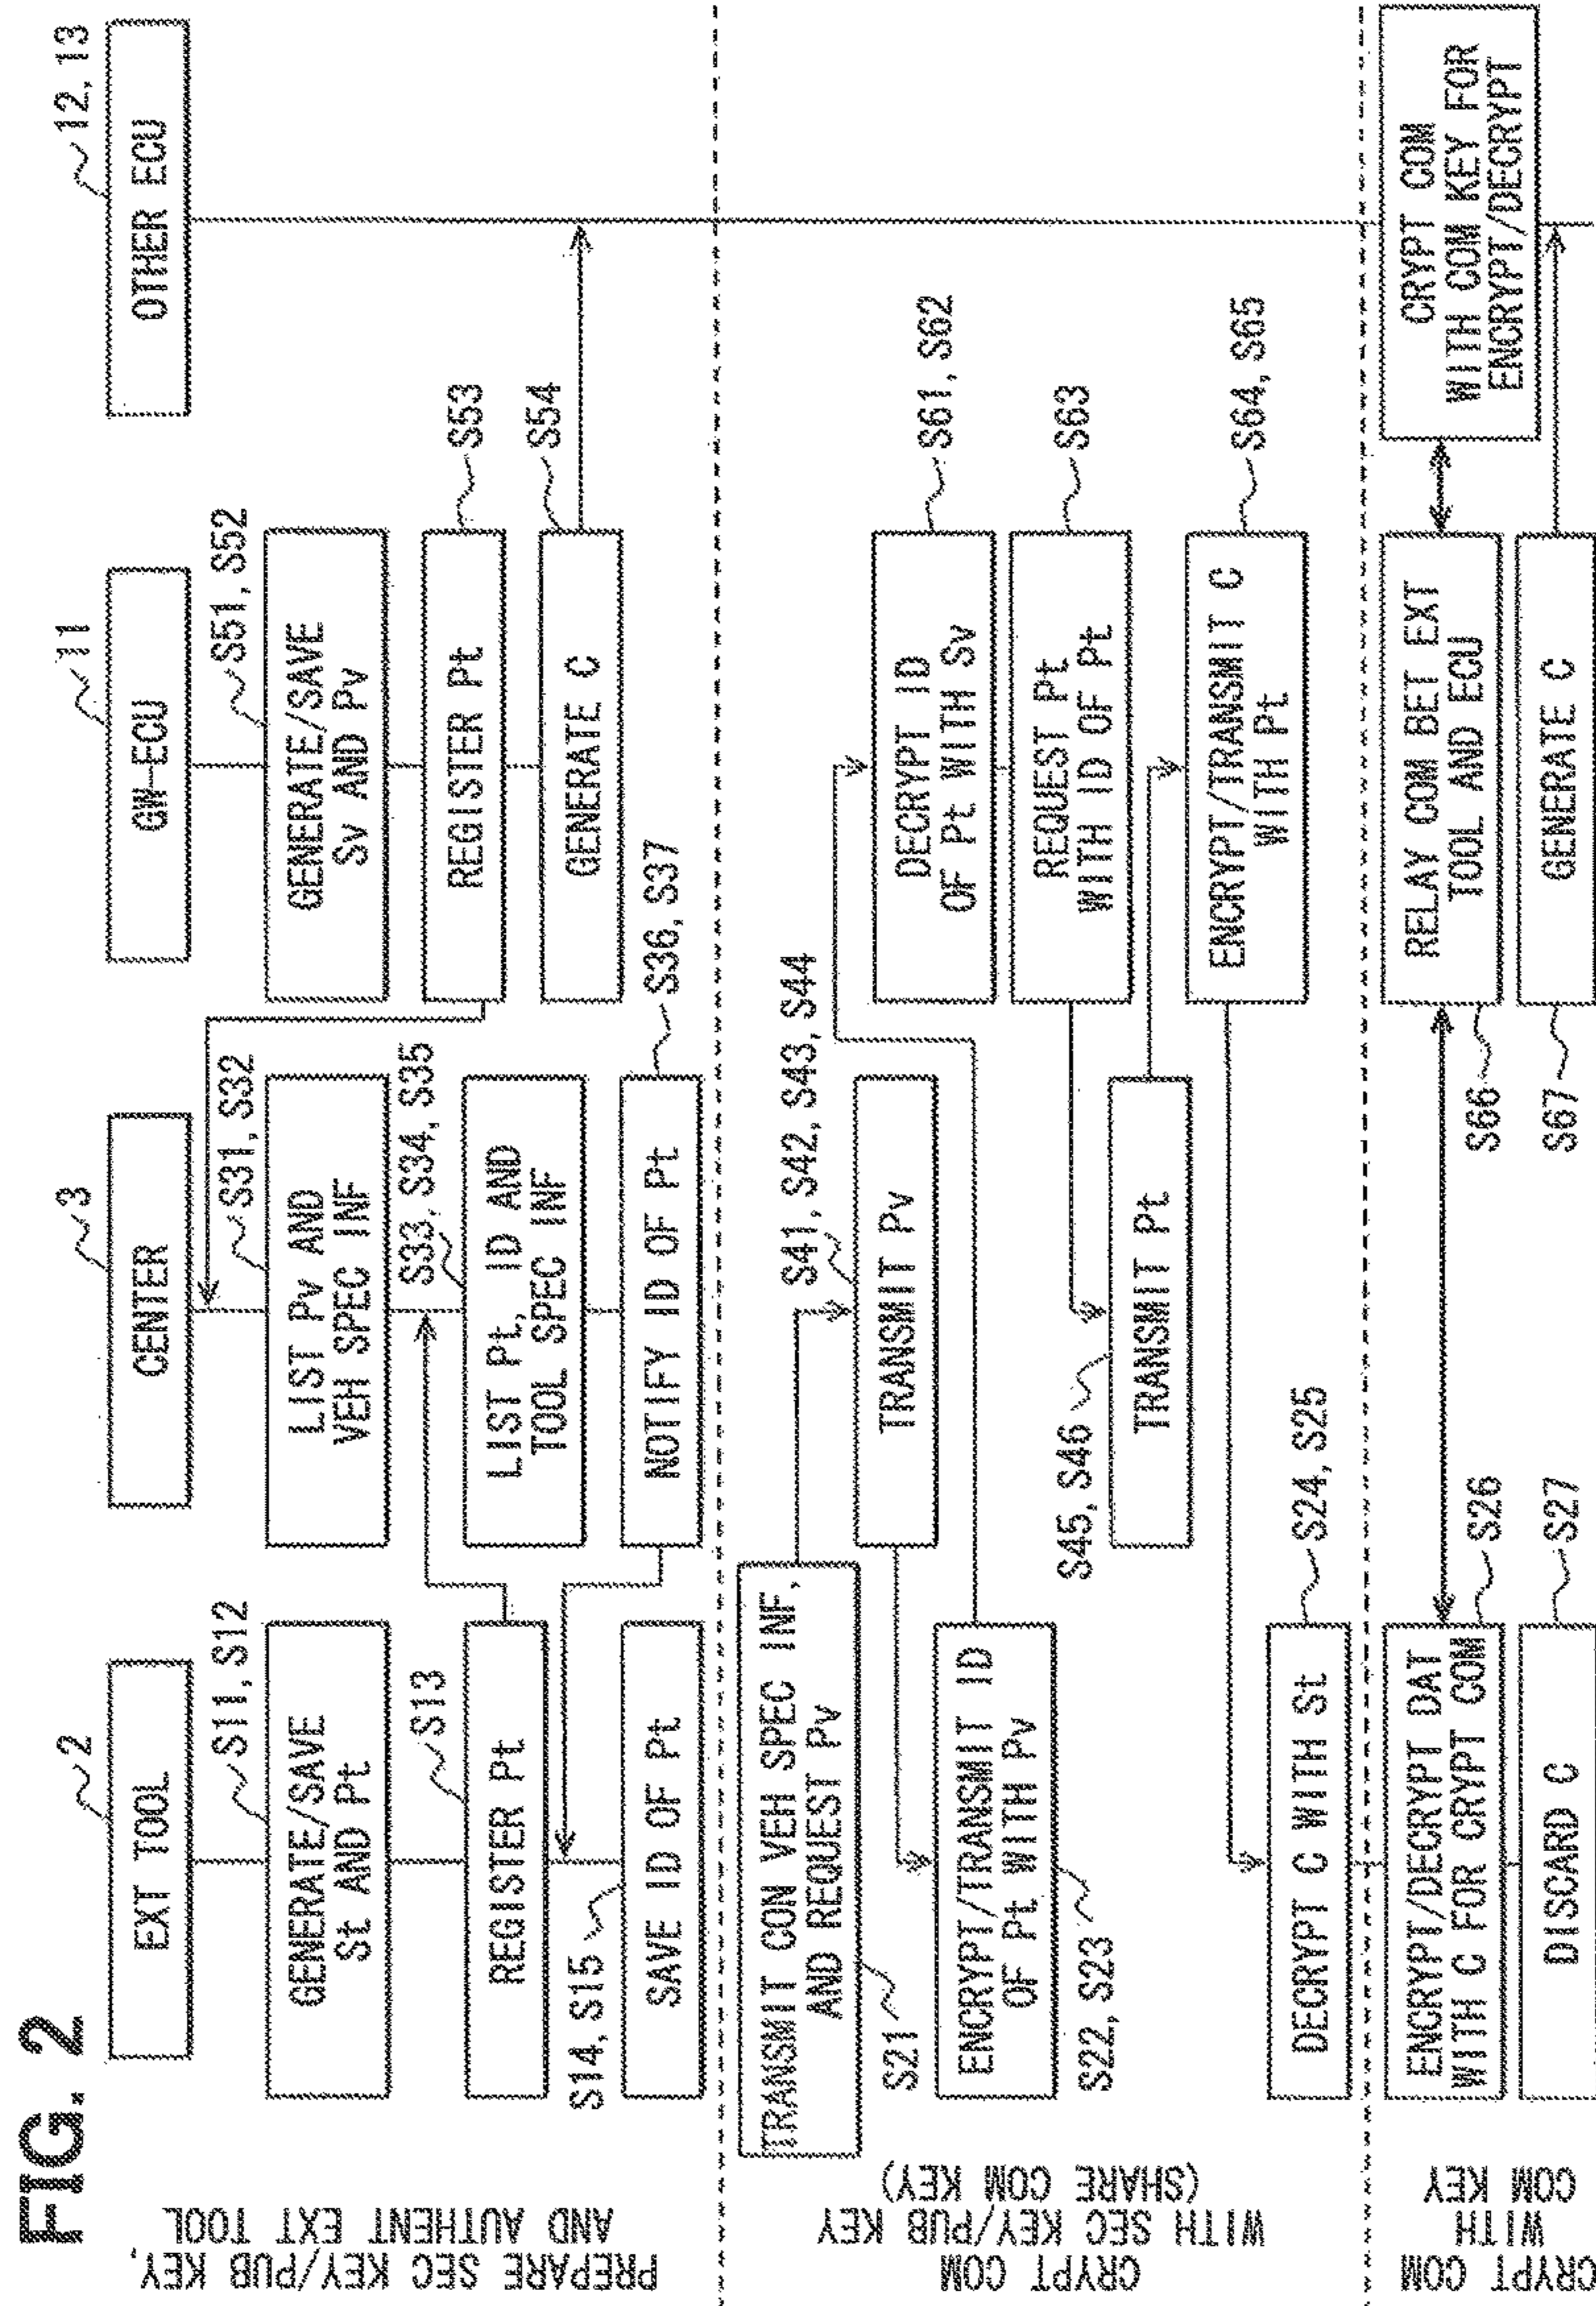 FIG. 2
EXT TOOL
2
CENTER
3
GW-ECU
11
OTHER ECU
12, 13
PREPARE SEC KEY/PUB KEY,
AND AUTHENT EXT TOOL
GENERATE/SAVE
St AND Pt
S11, S12
REGISTER Pt
S13
S14, S15
SAVE ID OF Pt
S31, S32
LIST Pv AND
VEH SPEC INF
S33, S34, S35
LIST Pt, ID AND
TOOL SPEC INF
NOTIFY ID OF Pt
S36, S37
S51, S52
GENERATE/SAVE
Sv AND Pv
REGISTER Pt
S53
GENERATE C
S54
CRYPT COM
WITH SEC KEY/PUB KEY
(SHARE COM KEY)
TRANSMIT CON VEH SPEC INF,
AND REQUEST Pv
S21
ENCRYPT/TRANSMIT ID
OF Pt WITH Pv
S22, S23
DECRYPT C WITH St
S24, S25
S41, S42, S43, S44
TRANSMIT Pv
S45, S46
TRANSMIT Pt
DECRYPT ID
OF Pt WITH Sv
S61, S62
REQUEST Pt
WITH ID OF Pt
S63
ENCRYPT/TRANSMIT C
WITH Pt
S64, S65
CRYPT COM
WITH
COM KEY
ENCRYPT/DECRYPT DAT
WITH C FOR CRYPT COM
S26
DISCARD C
S27
RELAY COM BET EXT
TOOL AND ECU
S66
GENERATE C
S67
CRYPT COM
WITH COM KEY FOR
ENCRYPT/DECRYPT